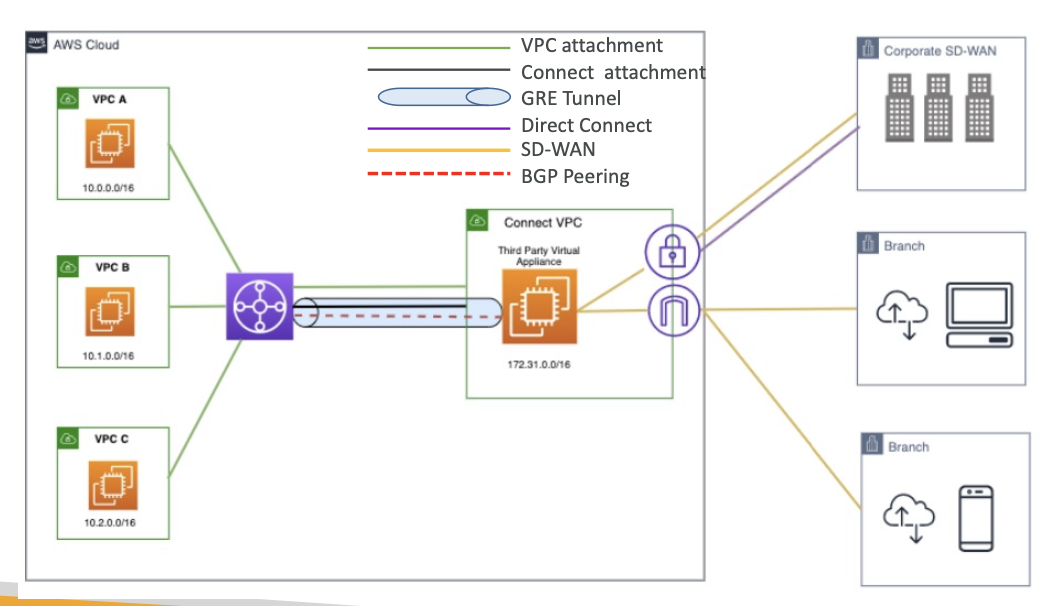 aws
AWS Cloud
VPC attachment
Connect attachment
GRE Tunnel
Direct Connect
SD-WAN
BGP Peering
VPC A
10.0.0.0/16
VPC B
10.1.0.0/16
VPC C
10.2.0.0/16
Connect VPC
Third Party Virtual
Appliance
172.31.0.0/16
Corporate SD-WAN
Branch
Branch